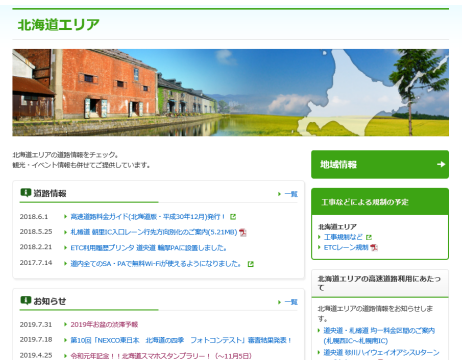 北海道エリア
北海道エリアの道路情報をチェック。
観光・イベント情報も併せてご提供しています。
道路情報
一覧
2018.6.1 高速道路料金ガイド(北海道版・平成30年12月)発行！
2018.5.25 札樽道 朝里IC入口レーン行先方向別化のご案内(5.21MB)
2018.2.21 ETC利用履歴プリンタ 道央道 輪厚PAに設置しました。
2017.7.14 道内全てのSA・PAで無料Wi-Fiが使えるようになりました。
お知らせ
一覧
2019.7.31 2019年お盆の渋滞予報
2019.7.18 第10回「NEXCO東日本 北海道の四季 フォトコンテスト」審査結果発表！
2019.4.25 令和元年記念！！北海道スマホスタンプラリー！（～11月5日）
地域情報
工事などによる規制の予定
北海道エリア
工事規制など
ETCレーン規制
北海道エリアの高速道路利用にあたっ
て
北海道エリアの道路情報をお知らせしま
す。
道央道・札樽道 均一料金区間のご案内
(札幌西IC～札幌南IC)
道央道 砂川ハイウェイオアシスUターン